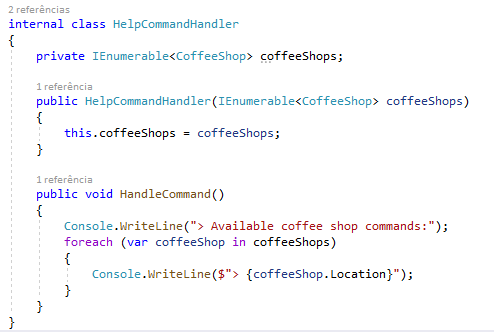 2 referências
internal class HelpCommandHandler
{
    private IEnumerable<CoffeeShop> coffeeShops;
    1 referência
    public HelpCommandHandler(IEnumerable<CoffeeShop> coffeeShops)
    {
        this.coffeeShops = coffeeShops;
    }
    1 referência
    public void HandleCommand()
    {
        Console.WriteLine("> Available coffee shop commands:");
        foreach (var coffeeShop in coffeeShops)
        {
            Console.WriteLine($"> {coffeeShop.Location}");
        }
    }
}